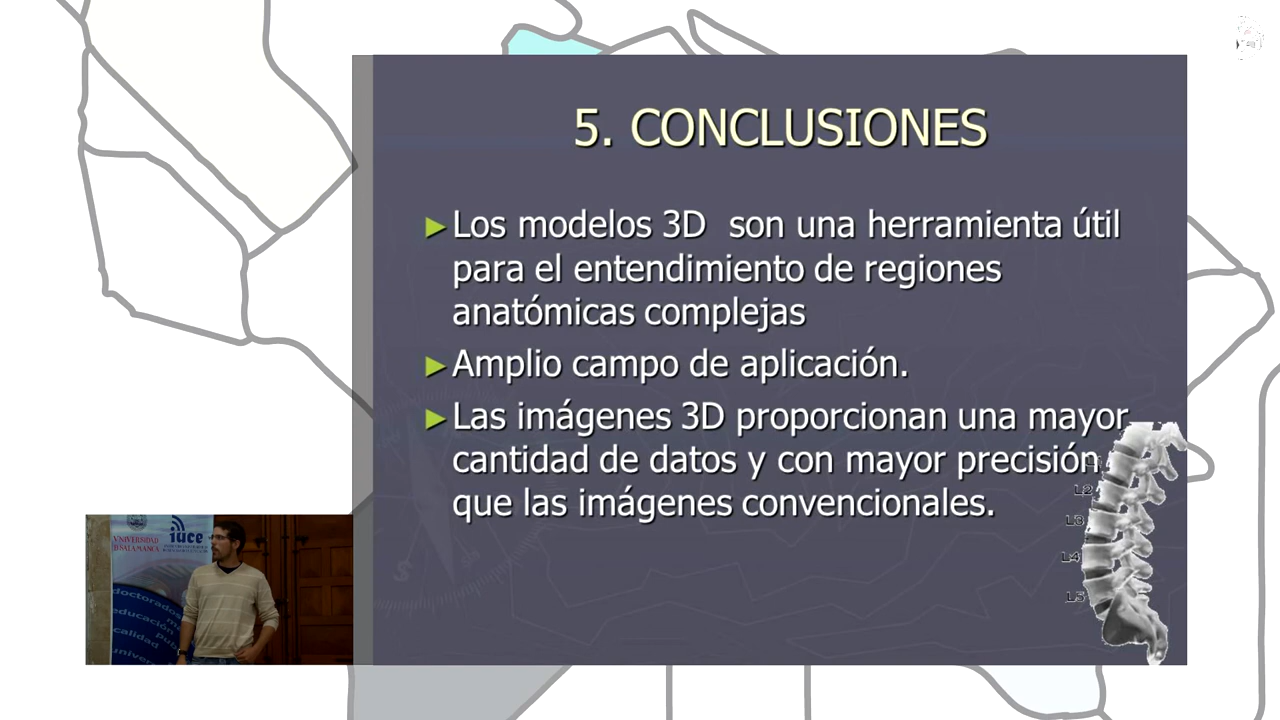 5. CONCLUSIONES
►Los modelos 3D son una herramienta útil
para el entendimiento de regiones
anatómicas complejas
►Amplio campo de aplicación.
►Las imágenes 3D proporcionan una mayor
cantidad de datos y con mayor precisión
que las imágenes convencionales.
L2
L3
L4
L5
VNIVERSIDAD
D SALAMANCA
iuce
doctorados
educación
calidad